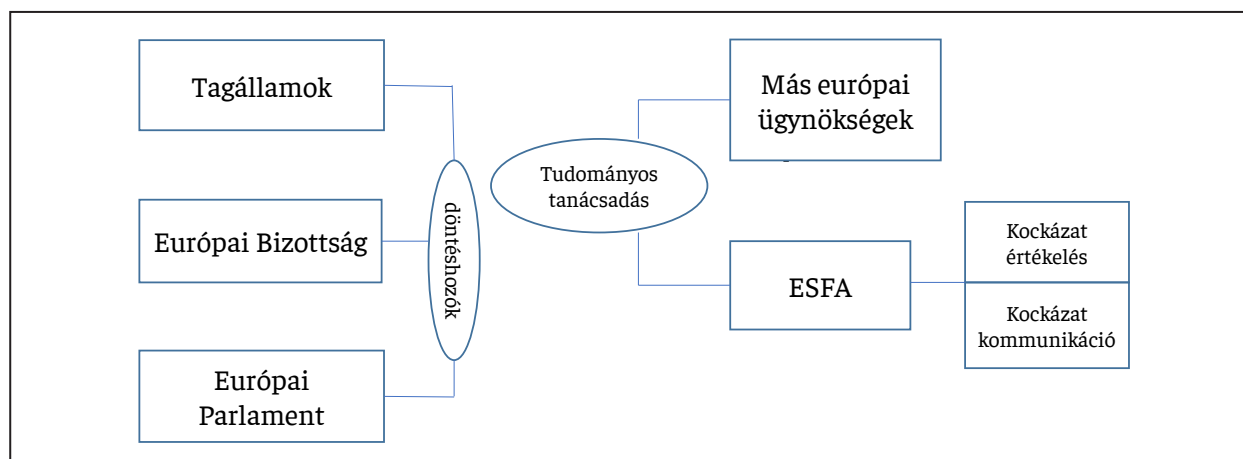 Tagállamok
Európai Bizottság
Európai
Parlament
döntéshozók
Tudományos
tanácsadás
Más európai
ügynökségek
ESFA
Kockázat
értékelés
Kockázat
kommunikáció